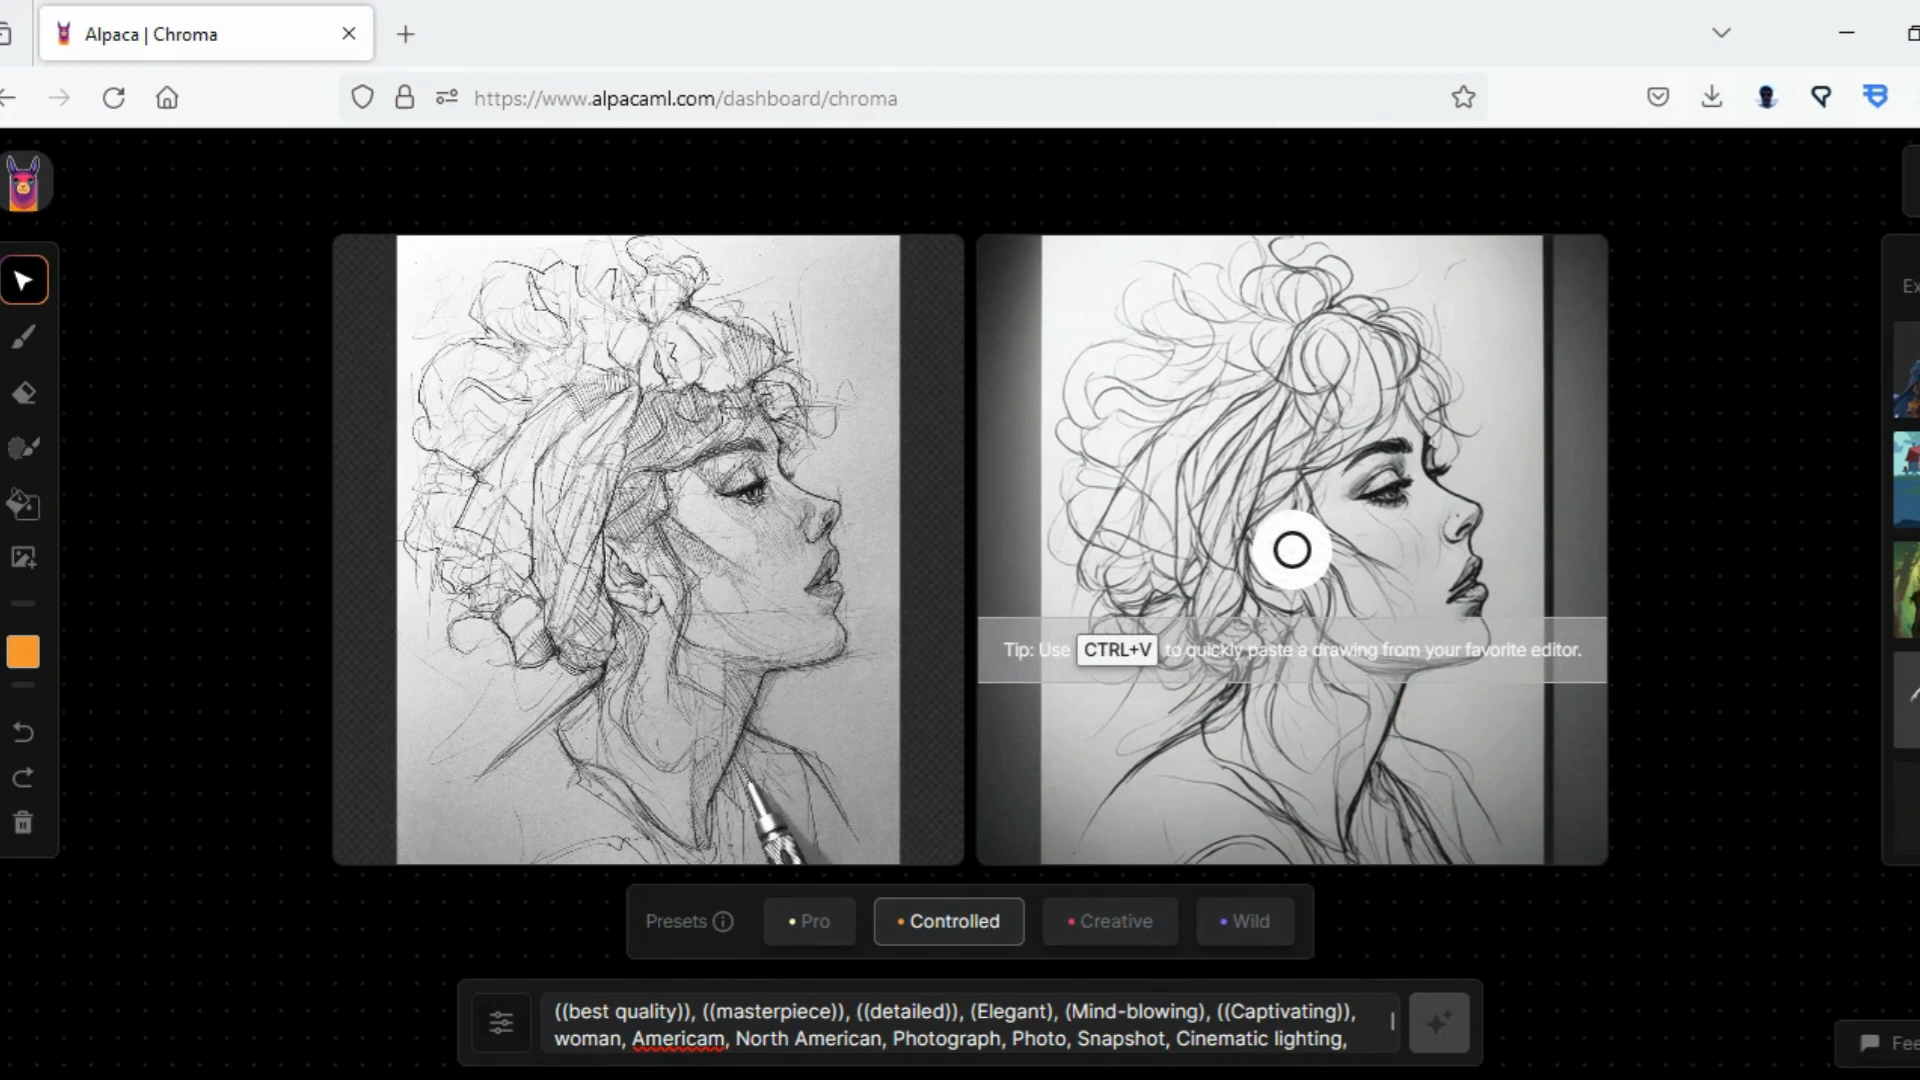 Alpaca | Chroma
https://www.alpacaml.com/dashboard/chroma
Ex
Tip: Use CTRL+V to quickly paste a drawing from your favorite editor.
Presets
Pro
Controlled
Creative
Wild
((best quality)), ((masterpiece)), ((detailed)), (Elegant), (Mind-blowing), ((Captivating)),
woman, Americam, North American, Photograph, Photo, Snapshot, Cinematic lighting,
Fee